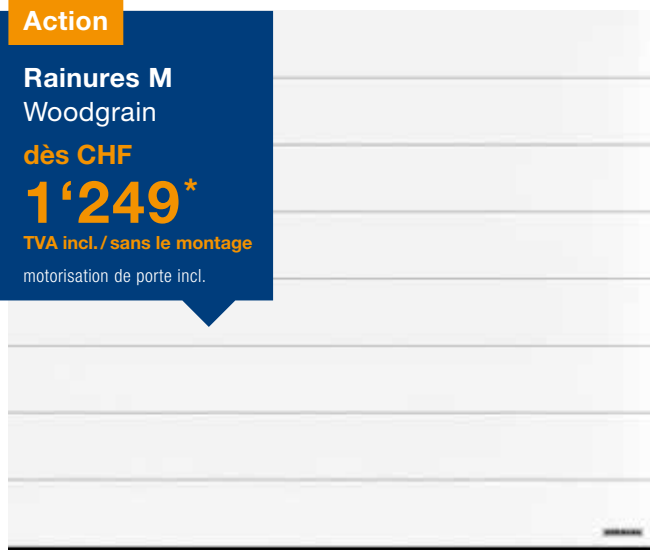 Action
Rainures M
Woodgrain
dès CHF
1‘249*
TVA incl. / sans le montage
motorisation de porte incl.